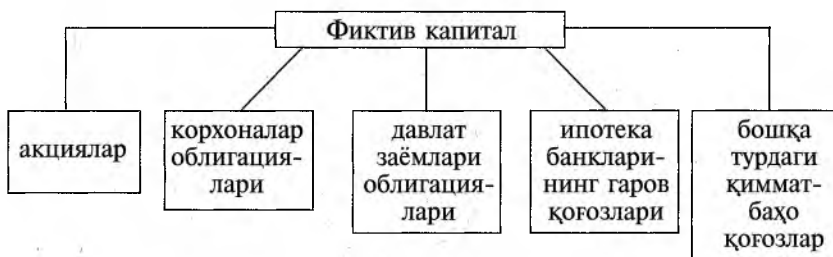 Фиктив капитал
акциялар
корхоналар
облигация-
лари
давлат
заёмлари
облигация-
лари
ипотека
банклари-
нинг гаров
қоғозлари
бошқа
турдаги
қиммат-
баҳо
қоғозлар